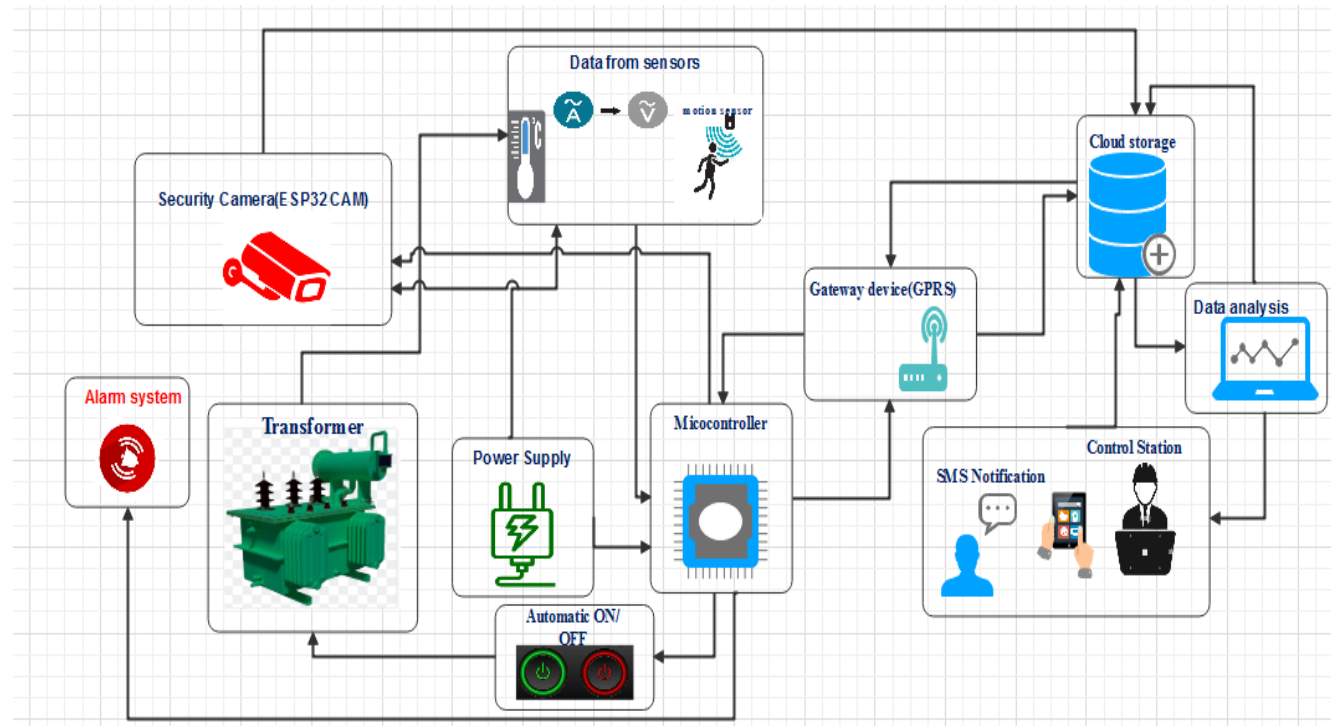 Data from sensors
A
V
motion sensor
°C
Cloud storage
Security Camera(ESP32 CAM)
Gateway device(GPRS)
Data analysis
Alarm system
Transformer
Micocontroller
Power Supply
Control Station
SMS Notification
Automatic ON/
OFF